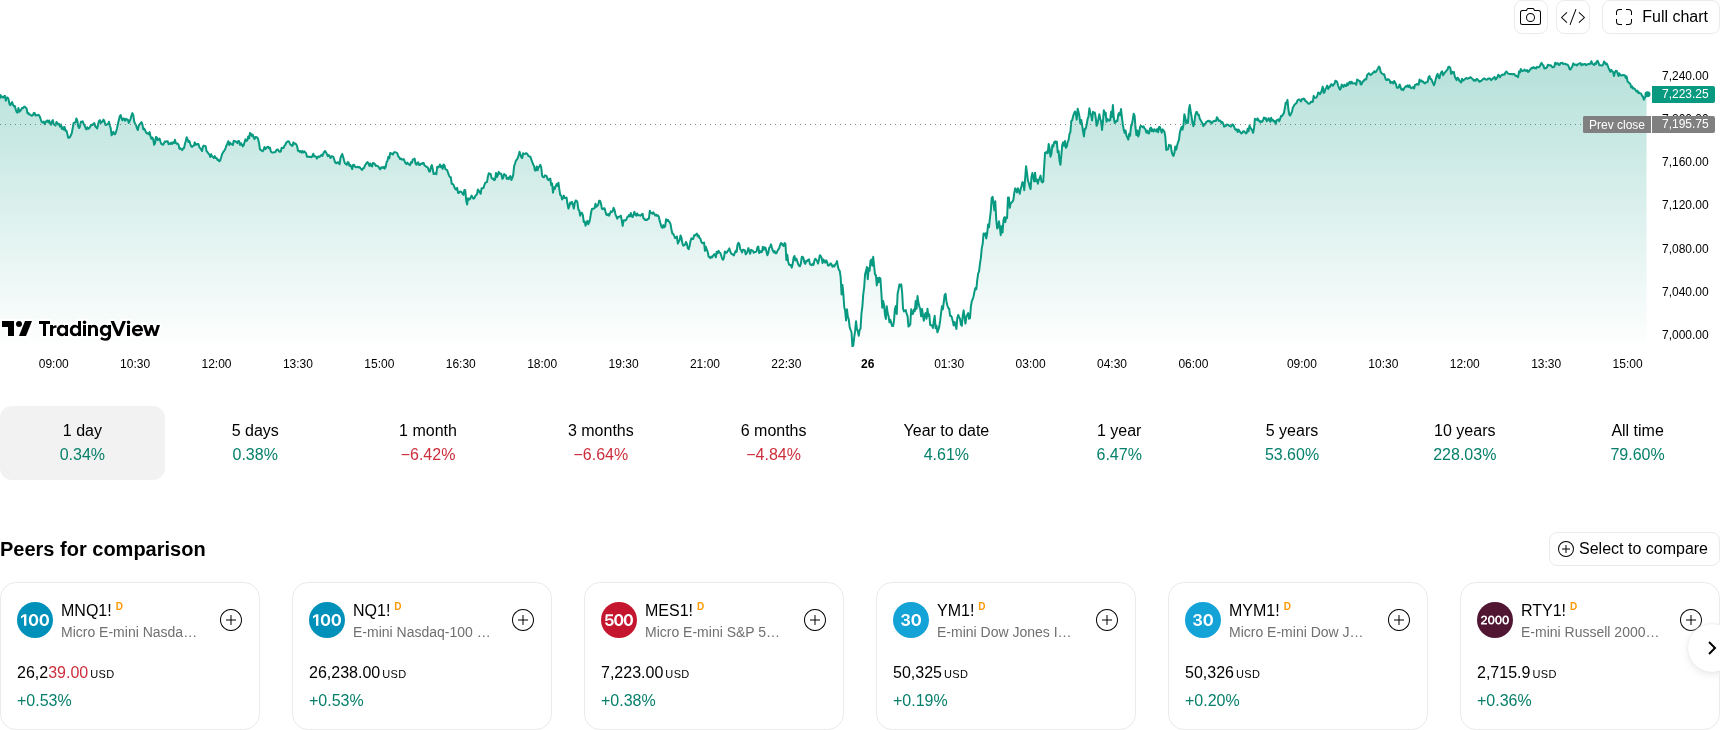 Full chart
7,240.00
7,223.25
Prev close 7,195.75
7,160.00
7,120.00
7,080.00
7,040.00
7,000.00
TradingView
09:00 10:30 12:00 13:30 15:00 16:30 18:00 19:30 21:00 22:30 26 01:30 03:00 04:30 06:00 09:00 10:30 12:00 13:30 15:00
1 day 5 days 1 month 3 months 6 months Year to date 1 year 5 years 10 years All time
0.34% 0.38% −6.42% −6.64% −4.84% 4.61% 6.47% 53.60% 228.03% 79.60%
Peers for comparison
Select to compare
100 MNQ1! D
Micro E-mini Nasda…
26,239.00 USD
+0.53%
100 NQ1! D
E-mini Nasdaq-100 …
26,238.00 USD
+0.53%
500 MES1! D
Micro E-mini S&P 5…
7,223.00 USD
+0.38%
30 YM1! D
E-mini Dow Jones I…
50,325 USD
+0.19%
30 MYM1! D
Micro E-mini Dow J…
50,326 USD
+0.20%
2000 RTY1! D
E-mini Russell 2000…
2,715.9 USD
+0.36%